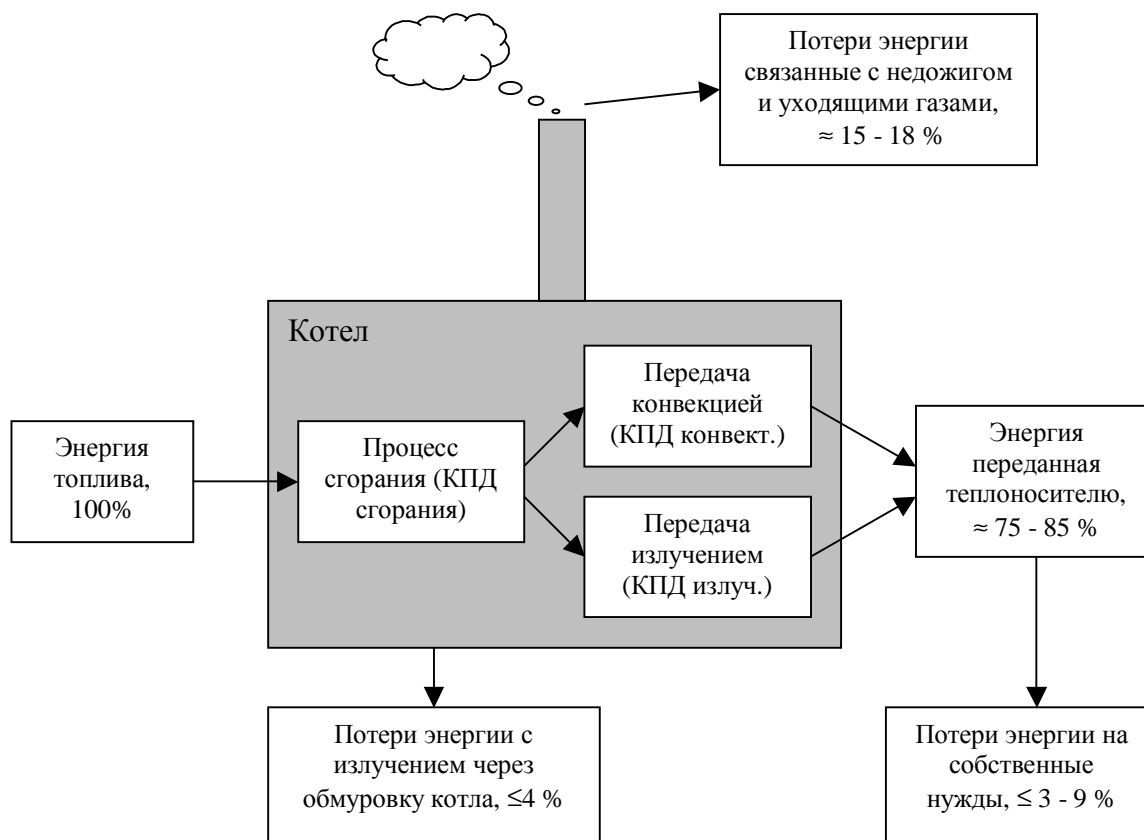 Потери энергии
связанные с недожигом
и уходящими газами,
≈ 15 - 18 %
Котел
Энергия
топлива,
100%
Процесс
сгорания (КПД
сгорания)
Передача
конвекцией
(КПД конвект.)
Передача
излучением
(КПД излуч.)
Энергия
переданная
теплоносителю,
≈ 75 - 85 %
Потери энергии с
излучением через
обмуровку котла, ≤4 %
Потери энергии на
собственные
нужды, ≤ 3 - 9 %